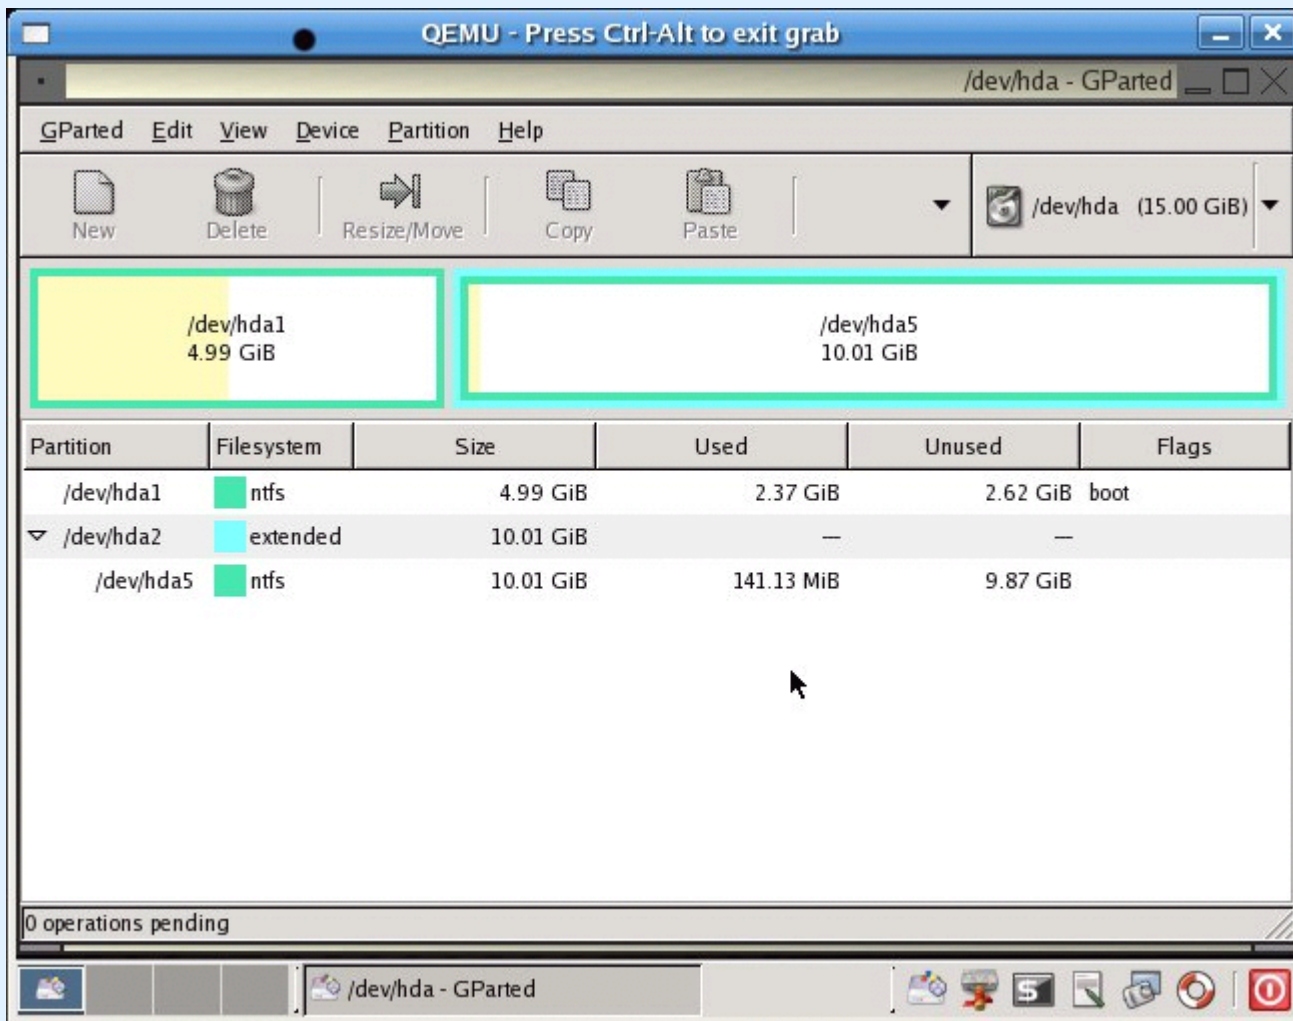 QEMU - Press Ctrl-Alt to exit grab
/dev/hda - GParted
GParted Edit View Device Partition Help
New Delete Resize/Move Copy Paste /dev/hda (15.00 GiB)
/dev/hda1 /dev/hda5
4.99 GiB 10.01 GiB
Partition Filesystem Size Used Unused Flags
/dev/hda1 ntfs 4.99 GiB 2.37 GiB 2.62 GiB boot
/dev/hda2 extended 10.01 GiB — —
/dev/hda5 ntfs 10.01 GiB 141.13 MiB 9.87 GiB
0 operations pending
/dev/hda - GParted